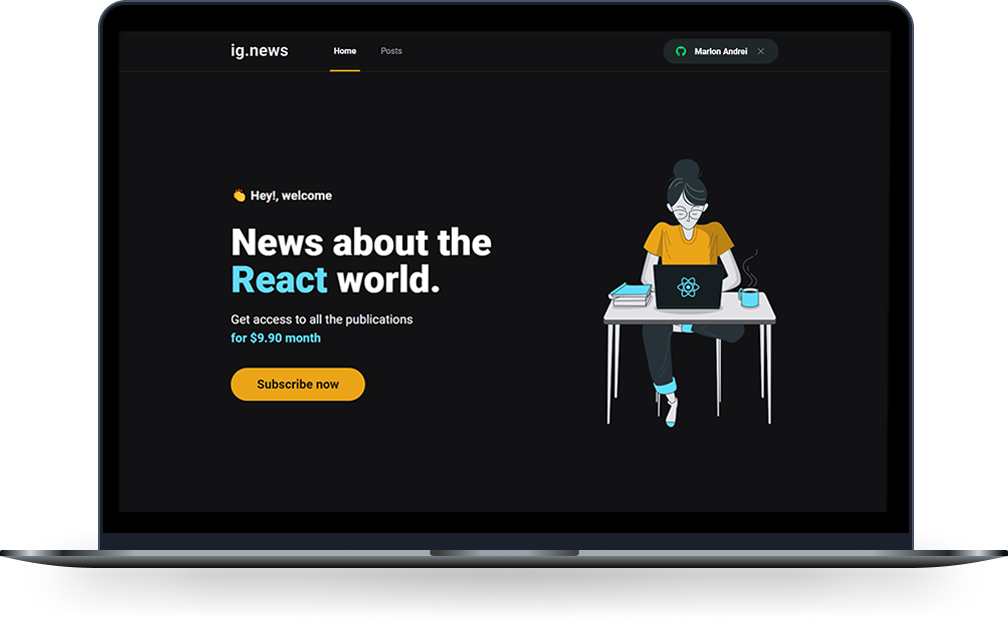 ig.news
Home
Posts
Marlon Andrei
👏 Hey!, welcome
News about the
React world.
Get access to all the publications
for $9.90 month
Subscribe now